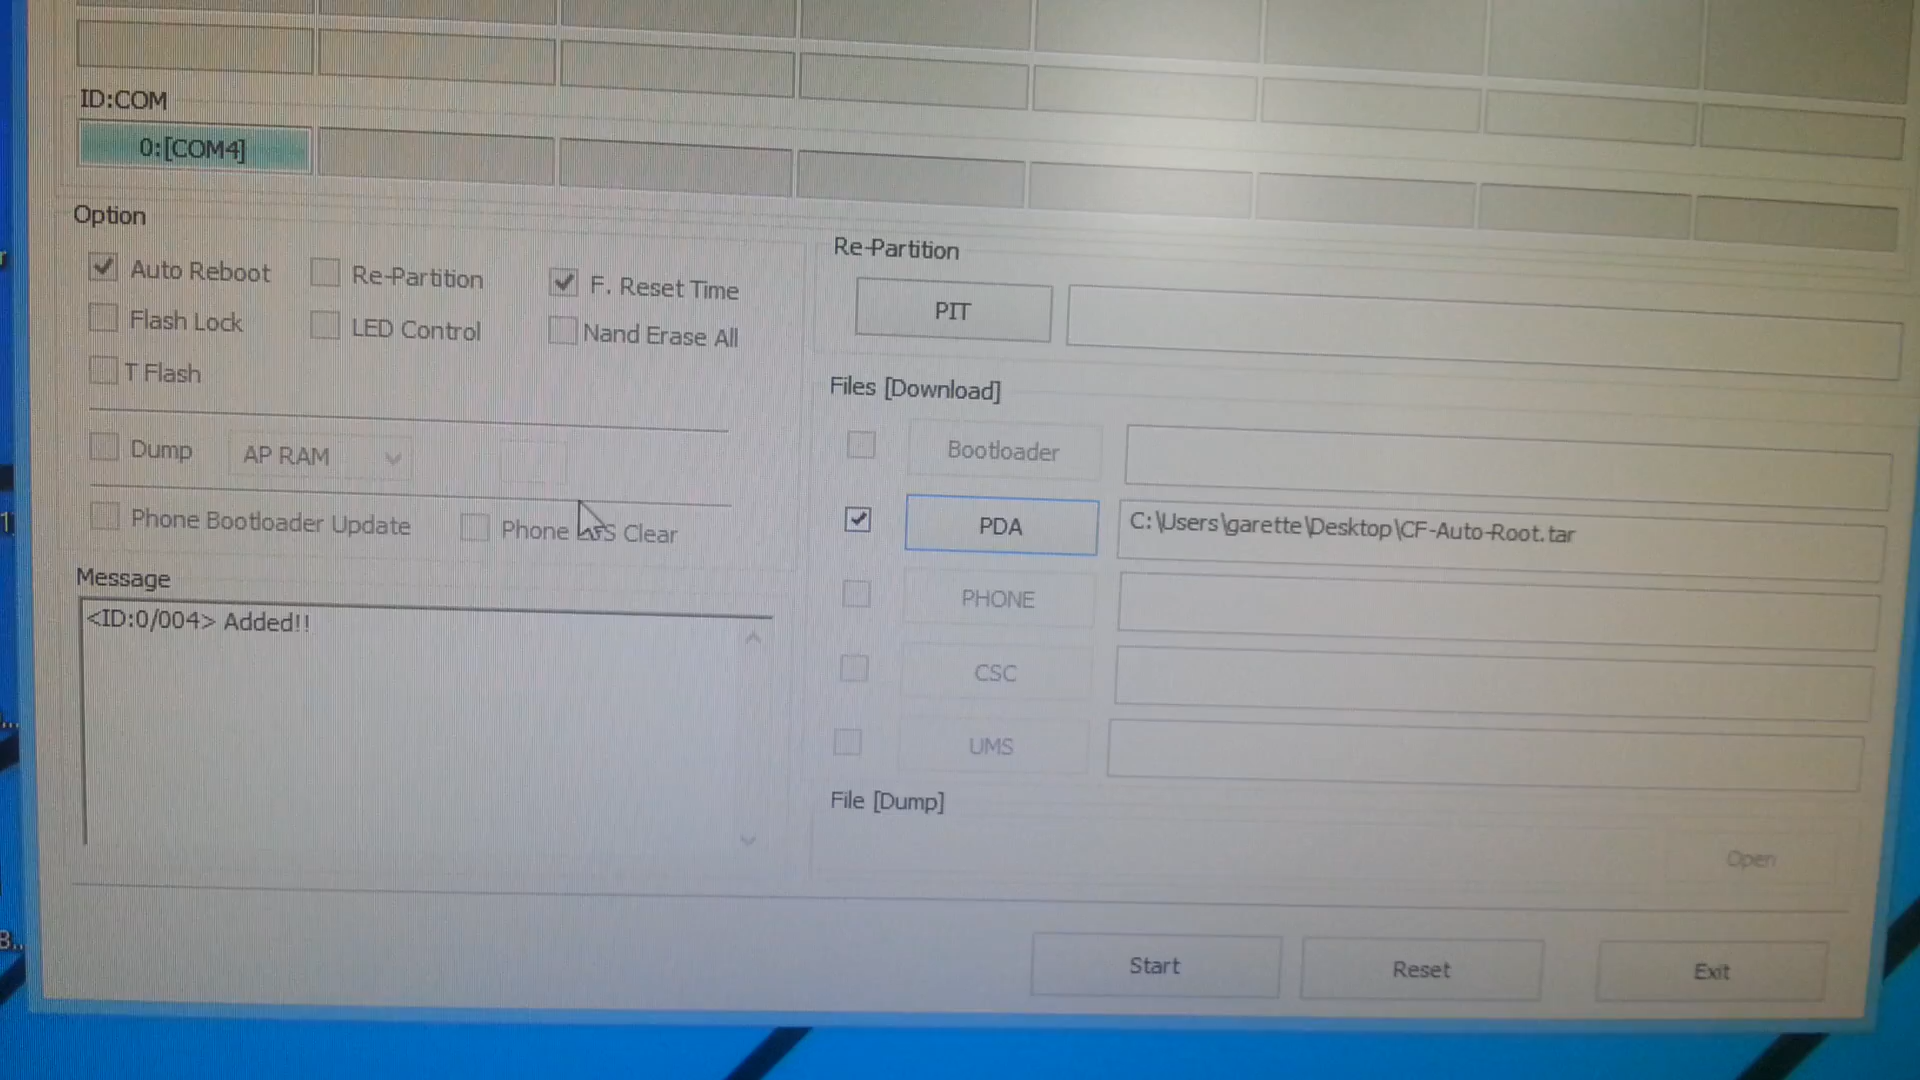 ID:COM
0:[COM4]
Option
Auto Reboot
Re-Partition
F. Reset Time
Flash Lock
LED Control
Nand Erase All
T Flash
Dump
AP RAM
Phone Bootloader Update
Phone Clear
Message
<ID:0/004> Added!!
Re-Partition
PIT
Files [Download]
Bootloader
PDA
C:\Users\garette\Desktop\CF-Auto-Root.tar
PHONE
CSC
UMS
File [Dump]
Open
Start
Reset
Exit